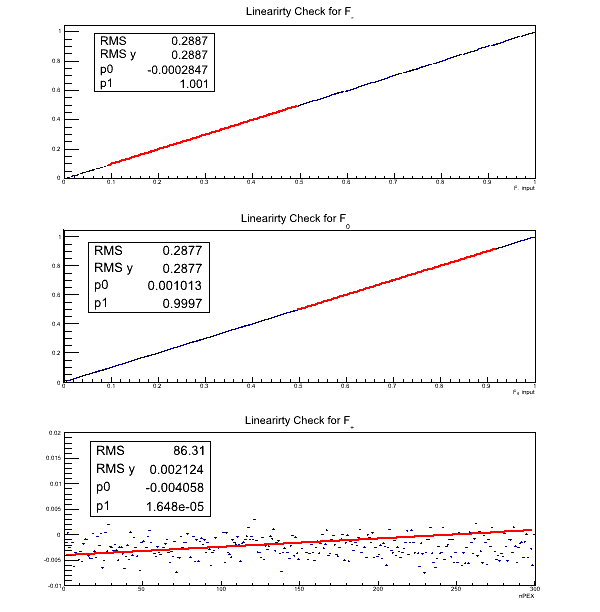 Linearirty Check for F-
RMS 0.2887
RMS y 0.2887
p0 -0.0002847
p1 1.001
1
0.8
0.6
0.4
0.2
0
0 0.1 0.2 0.3 0.4 0.5 0.6 0.7 0.8 0.9 1
F- input
Linearirty Check for F0
RMS 0.2877
RMS y 0.2877
p0 0.001013
p1 0.9997
1
0.8
0.6
0.4
0.2
0
0 0.1 0.2 0.3 0.4 0.5 0.6 0.7 0.8 0.9 1
F0 input
Linearirty Check for F+
RMS 86.31
RMS y 0.002124
p0 -0.004058
p1 1.648e-05
0.02
0.015
0.01
0.005
0
-0.005
-0.01
0 50 100 150 200 250 300
nPEX